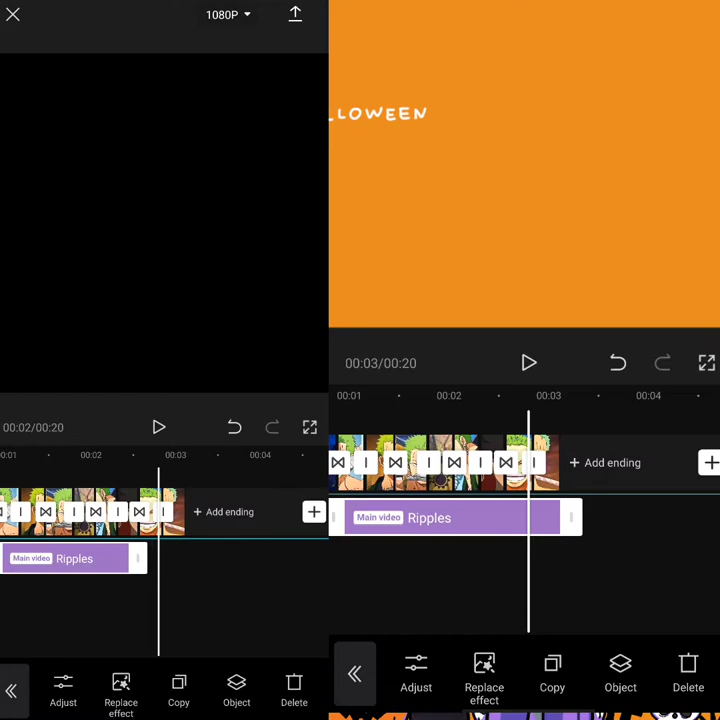 1080P
00:02/00:20
0:01
00:02
00:03
00:04
+ Add ending
Main video Ripples
Adjust
Replace effect
Copy
Object
Delete
LLOWEEN
00:03/00:20
00:01
00:02
00:03
00:04
+ Add ending
Main video Ripples
Adjust
Replace effect
Copy
Object
Delete